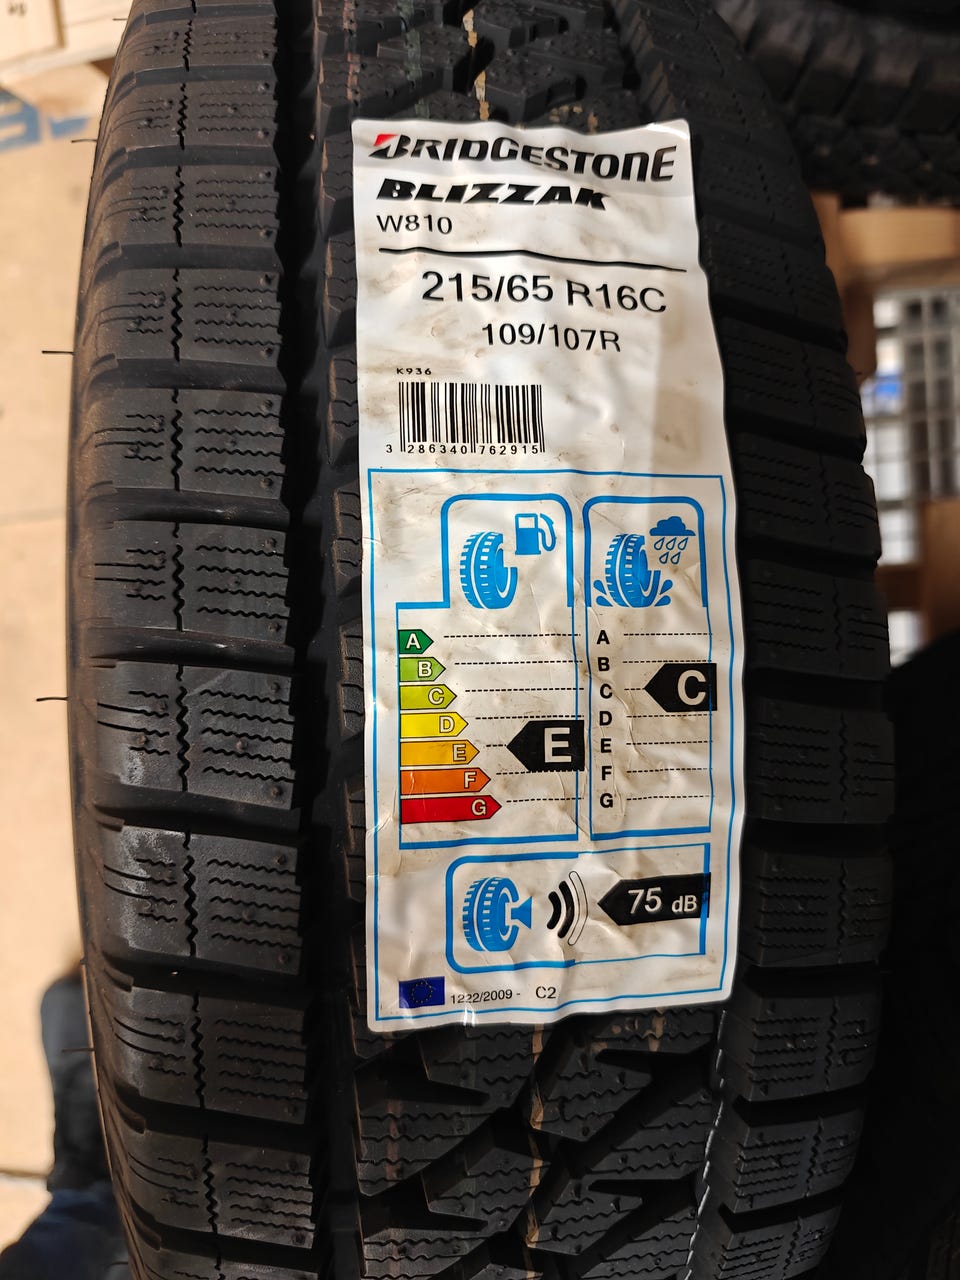 BRIDGESTONE
BLIZZAK
W810
215/65 R16C
109/107R
K936
3 286340 762915
A
B
C
D
E
F
G
E
A
B
C
D
E
F
G
C
75 dB
1222/2009 - C2